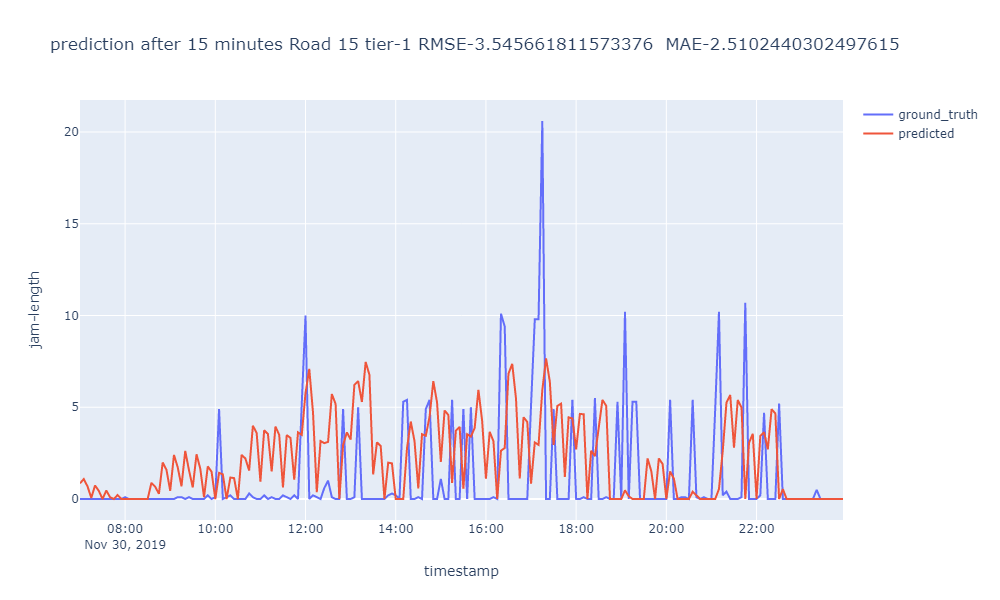 prediction after 15 minutes Road 15 tier-1 RMSE-3.545661811573376  MAE-2.5102440302497615
ground_truth
predicted
20
15
10
5
0
jam-length
08:00 10:00 12:00 14:00 16:00 18:00 20:00 22:00
Nov 30, 2019
timestamp